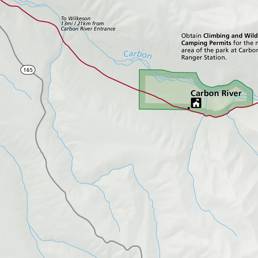 To Wilkeson
13mi / 21km from
Carbon River Entrance
Carbon
Obtain Climbing and Wild
Camping Permits for the n
area of the park at Carbon
Ranger Station.
165
Carbon River